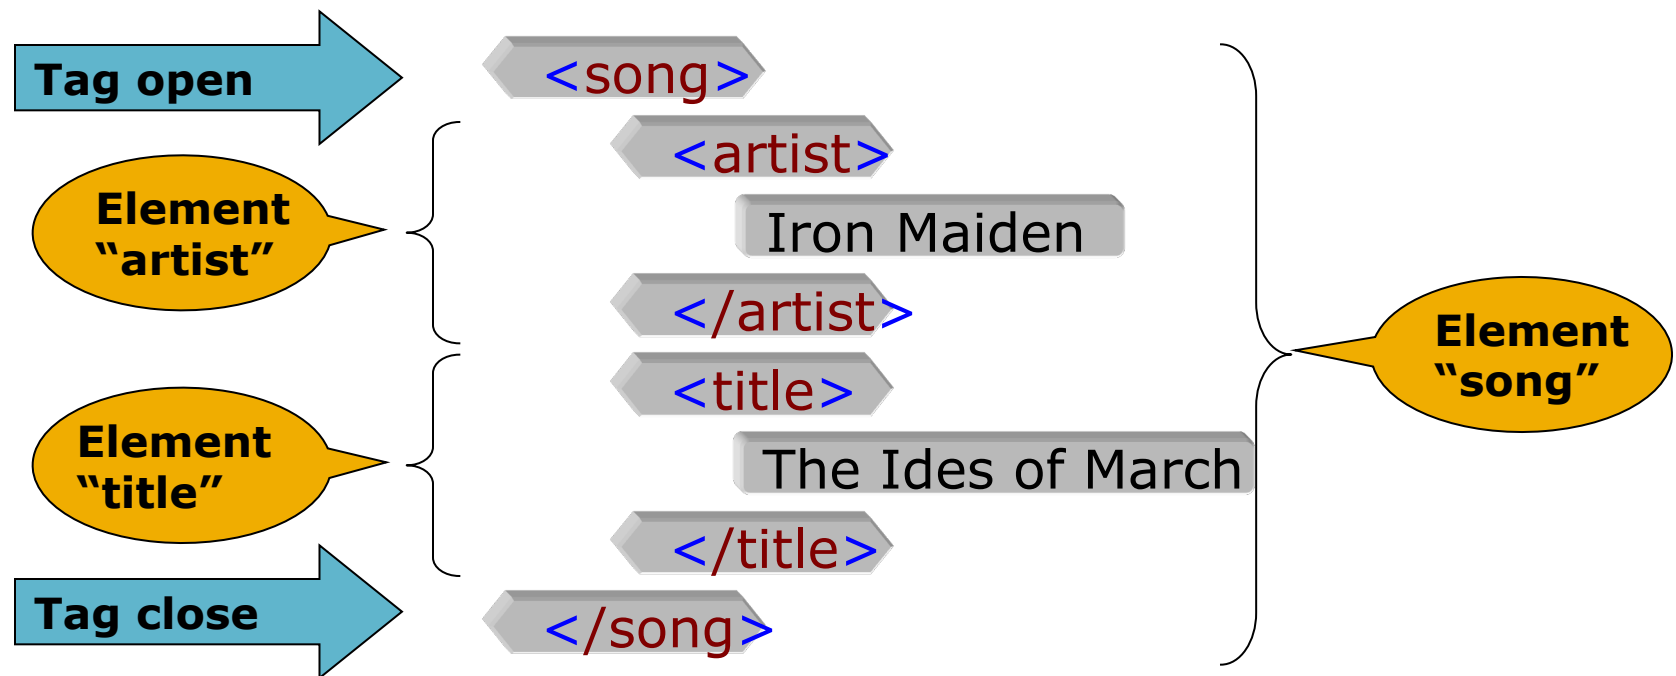 Tag open
<song>
<artist>
Element
“artist”
Iron Maiden
</artist>
<title>
Element
“title”
The Ides of March
</title>
Tag close
</song>
Element
“song”